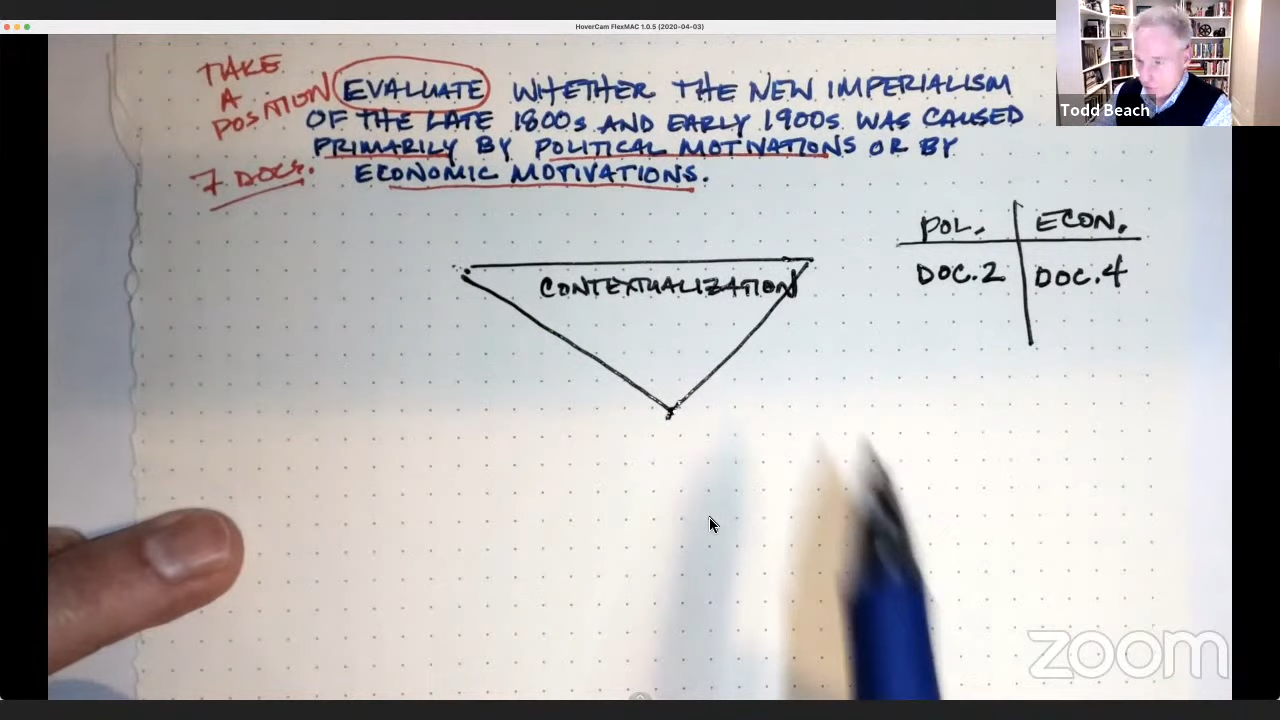 HoverCam FlexMAC 1.0.5 (2020-04-03)
TAKE
A
POSITION
EVALUATE WHETHER THE NEW IMPERIALISM
OF THE LATE 1800s AND EARLY 1900s WAS CAUSED
PRIMARILY BY POLITICAL MOTIVATIONS OR BY
ECONOMIC MOTIVATIONS.
7 DOCS.
POL. ECON.
DOC.2 DOC.4
CONTEXTUALIZATION
Todd Beach
zoom